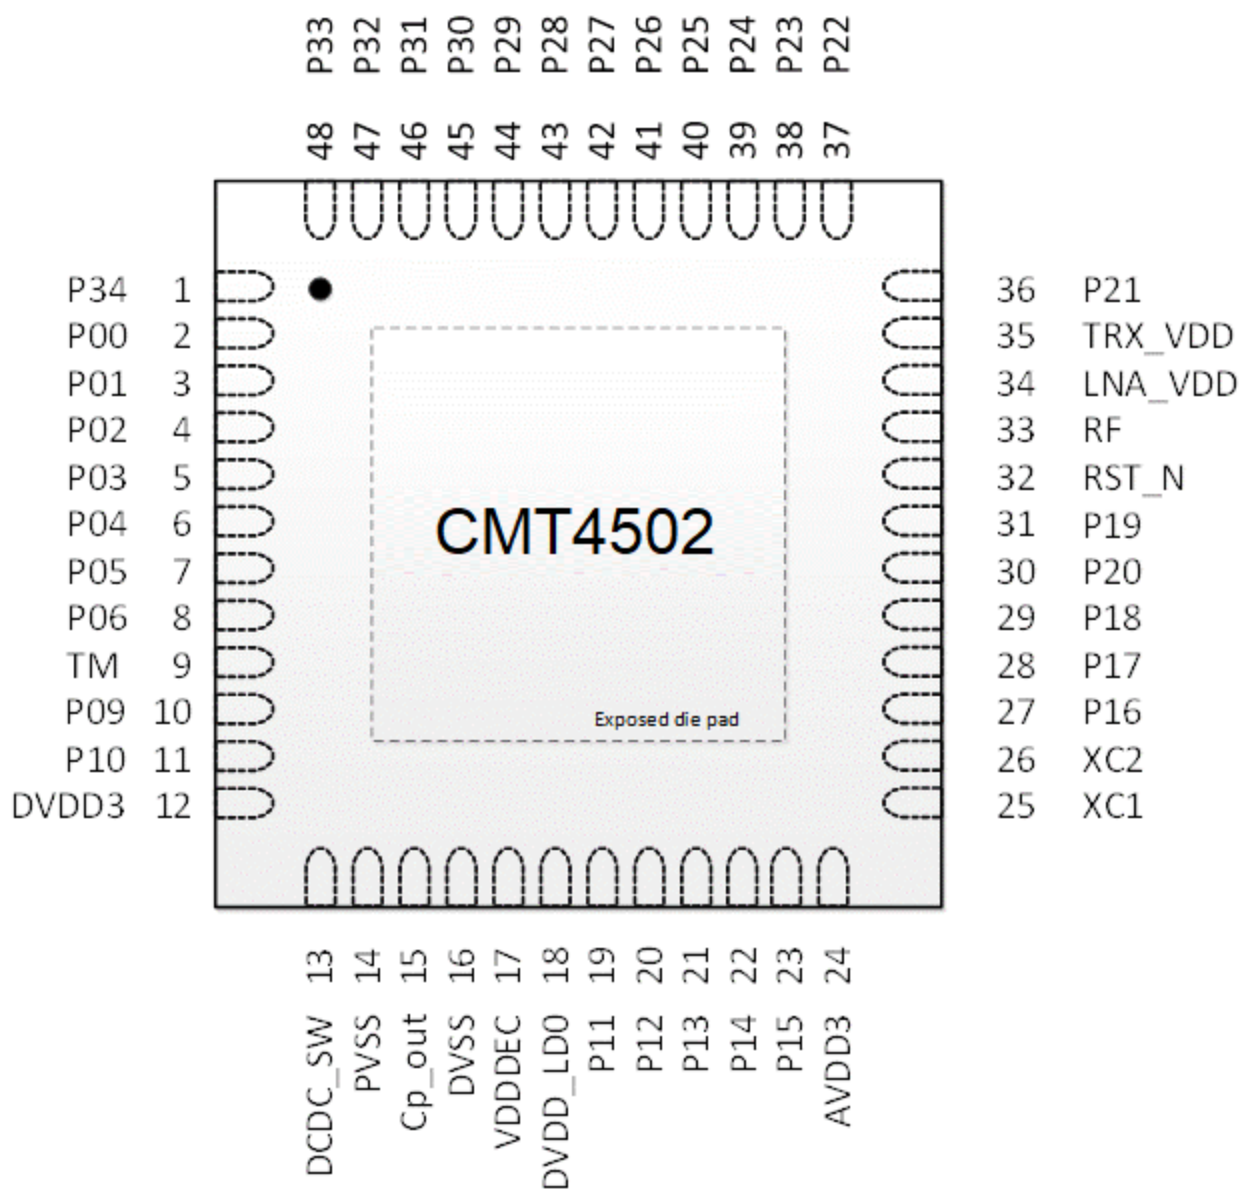 P33 P32 P31 P30 P29 P28 P27 P26 P25 P24 P23 P22
48 47 46 45 44 43 42 41 40 39 38 37
P34 1
P00 2
P01 3
P02 4
P03 5
P04 6
P05 7
P06 8
TM 9
P09 10
P10 11
DVDD3 12
CMT4502
Exposed die pad
36 P21
35 TRX_VDD
34 LNA_VDD
33 RF
32 RST_N
31 P19
30 P20
29 P18
28 P17
27 P16
26 XC2
25 XC1
13 14 15 16 17 18 19 20 21 22 23 24
DCDC_SW PVSS Cp_out DVSS VDDDEC DVDD_LD0 P11 P12 P13 P14 P15 AVDD3